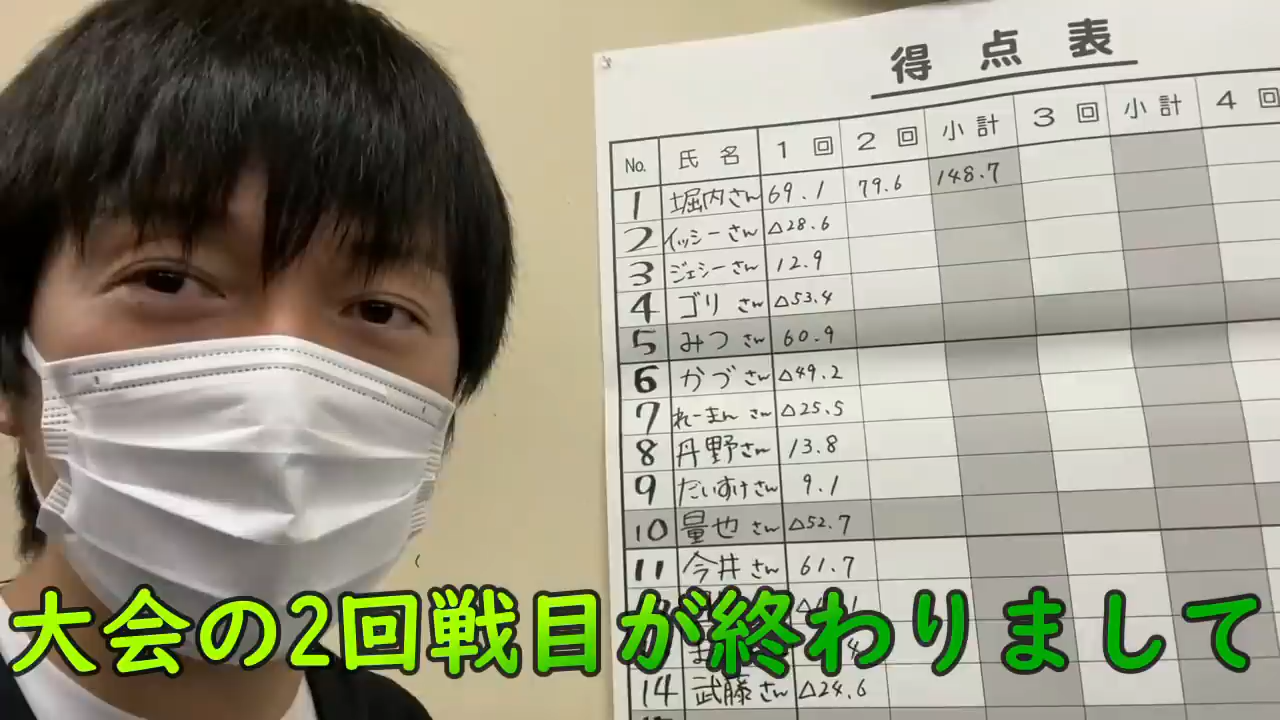 得点表
No. 氏名 1回 2回 小計 3回 小計 4回
1 堀内さん 69.1 79.6 148.7
2 イッシーさん △28.6
3 ジェシーさん 12.9
4 ゴリさん △53.4
5 みつさん 60.9
6 かづさん △49.2
7 れーまんさん △25.5
8 丹野さん 13.8
9 だいすけさん 9.1
10 量也さん △52.7
11 今井さん 61.7
14 武藤さん △24.6
大会の2回戦目が終わりまして